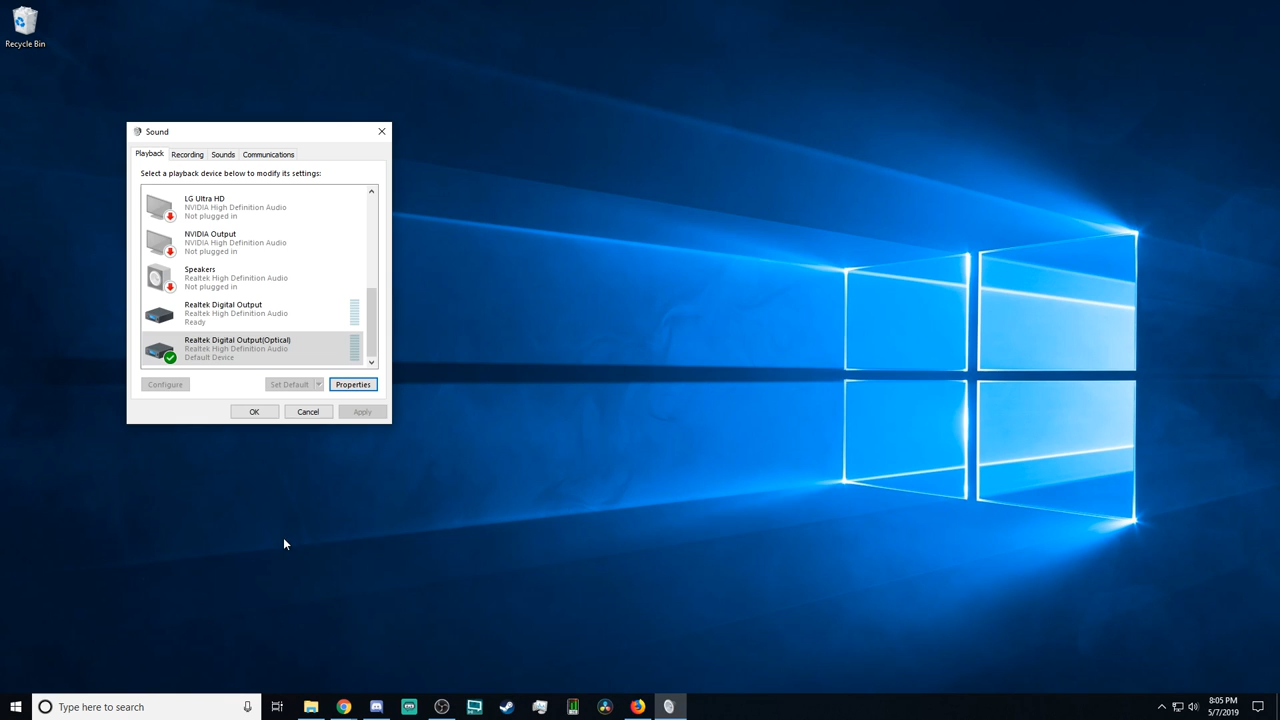 Recycle Bin
Sound
Playback Recording Sounds Communications
Select a playback device below to modify its settings:
LG Ultra HD
NVIDIA High Definition Audio
Not plugged in
NVIDIA Output
NVIDIA High Definition Audio
Not plugged in
Speakers
Realtek High Definition Audio
Not plugged in
Realtek Digital Output
Realtek High Definition Audio
Ready
Realtek Digital Output(Optical)
Realtek High Definition Audio
Default Device
Configure Set Default Properties
OK Cancel Apply
Type here to search
8:05 PM
5/7/2019